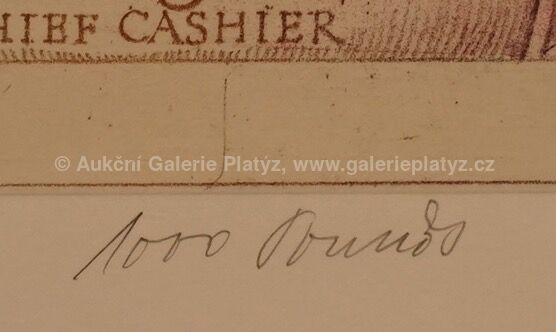 HIEF CASHIER
© Aukční Galerie Platýz, www.galerieplatyz.cz
1000 Pounds